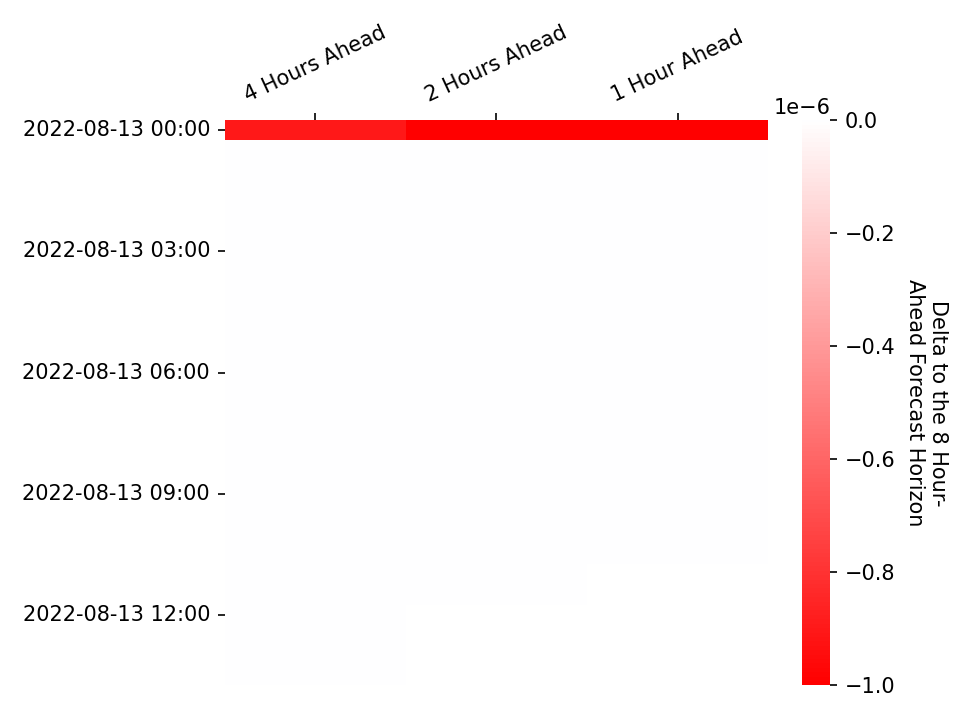 4 Hours Ahead
2 Hours Ahead
1 Hour Ahead
2022-08-13 00:00
2022-08-13 03:00
2022-08-13 06:00
2022-08-13 09:00
2022-08-13 12:00
1e−6
0.0
−0.2
−0.4
−0.6
−0.8
−1.0
Delta to the 8 Hour-
Ahead Forecast Horizon